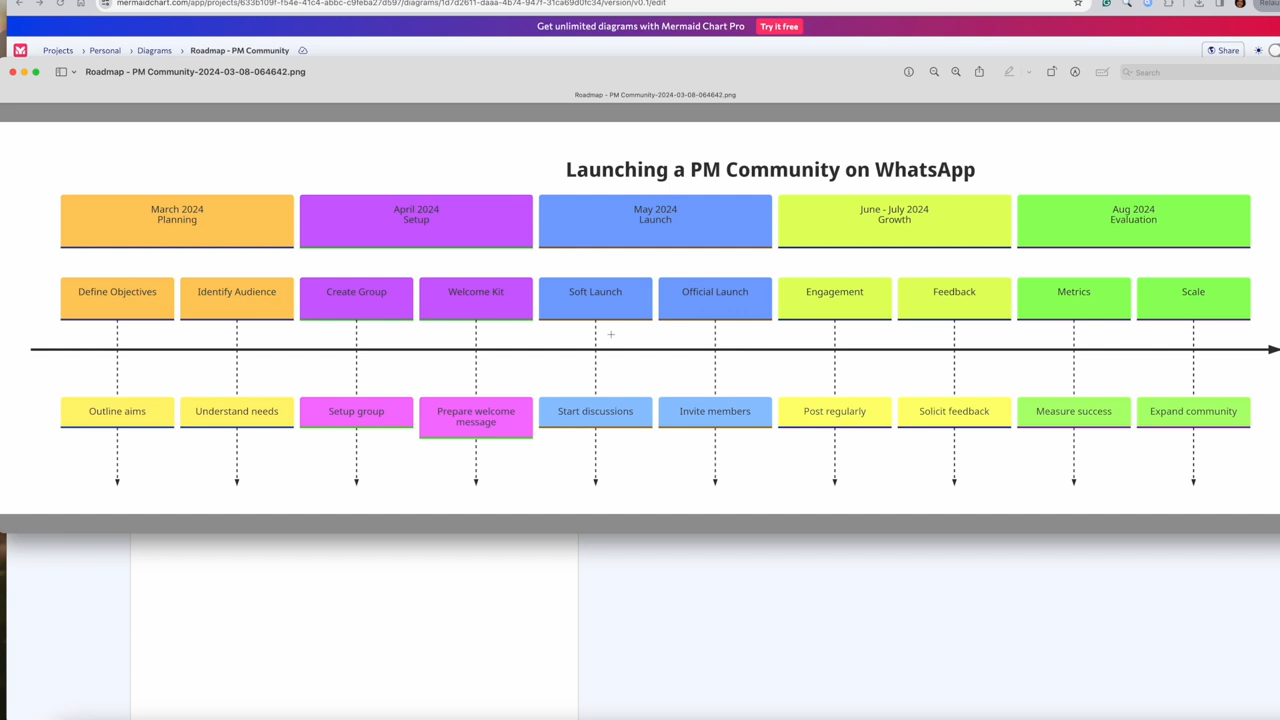 mermaidchart.com/app/projects/633b109f-f54e-41c4-abbc-c9feba27d597/diagrams/1d7d2611-daaa-4b74-947f-31ca69d0fc34/version/v0.1/edit
Relau
Get unlimited diagrams with Mermaid Chart Pro Try it free
Projects > Personal > Diagrams > Roadmap - PM Community Share
Roadmap - PM Community-2024-03-08-064642.png Search
Roadmap - PM Community-2024-03-08-064642.png
Launching a PM Community on WhatsApp
March 2024 April 2024 May 2024 June - July 2024 Aug 2024
Planning Setup Launch Growth Evaluation
Define Objectives Identify Audience Create Group Welcome Kit Soft Launch Official Launch Engagement Feedback Metrics Scale
Outline aims Understand needs Setup group Prepare welcome Start discussions Invite members Post regularly Solicit feedback Measure success Expand community
message